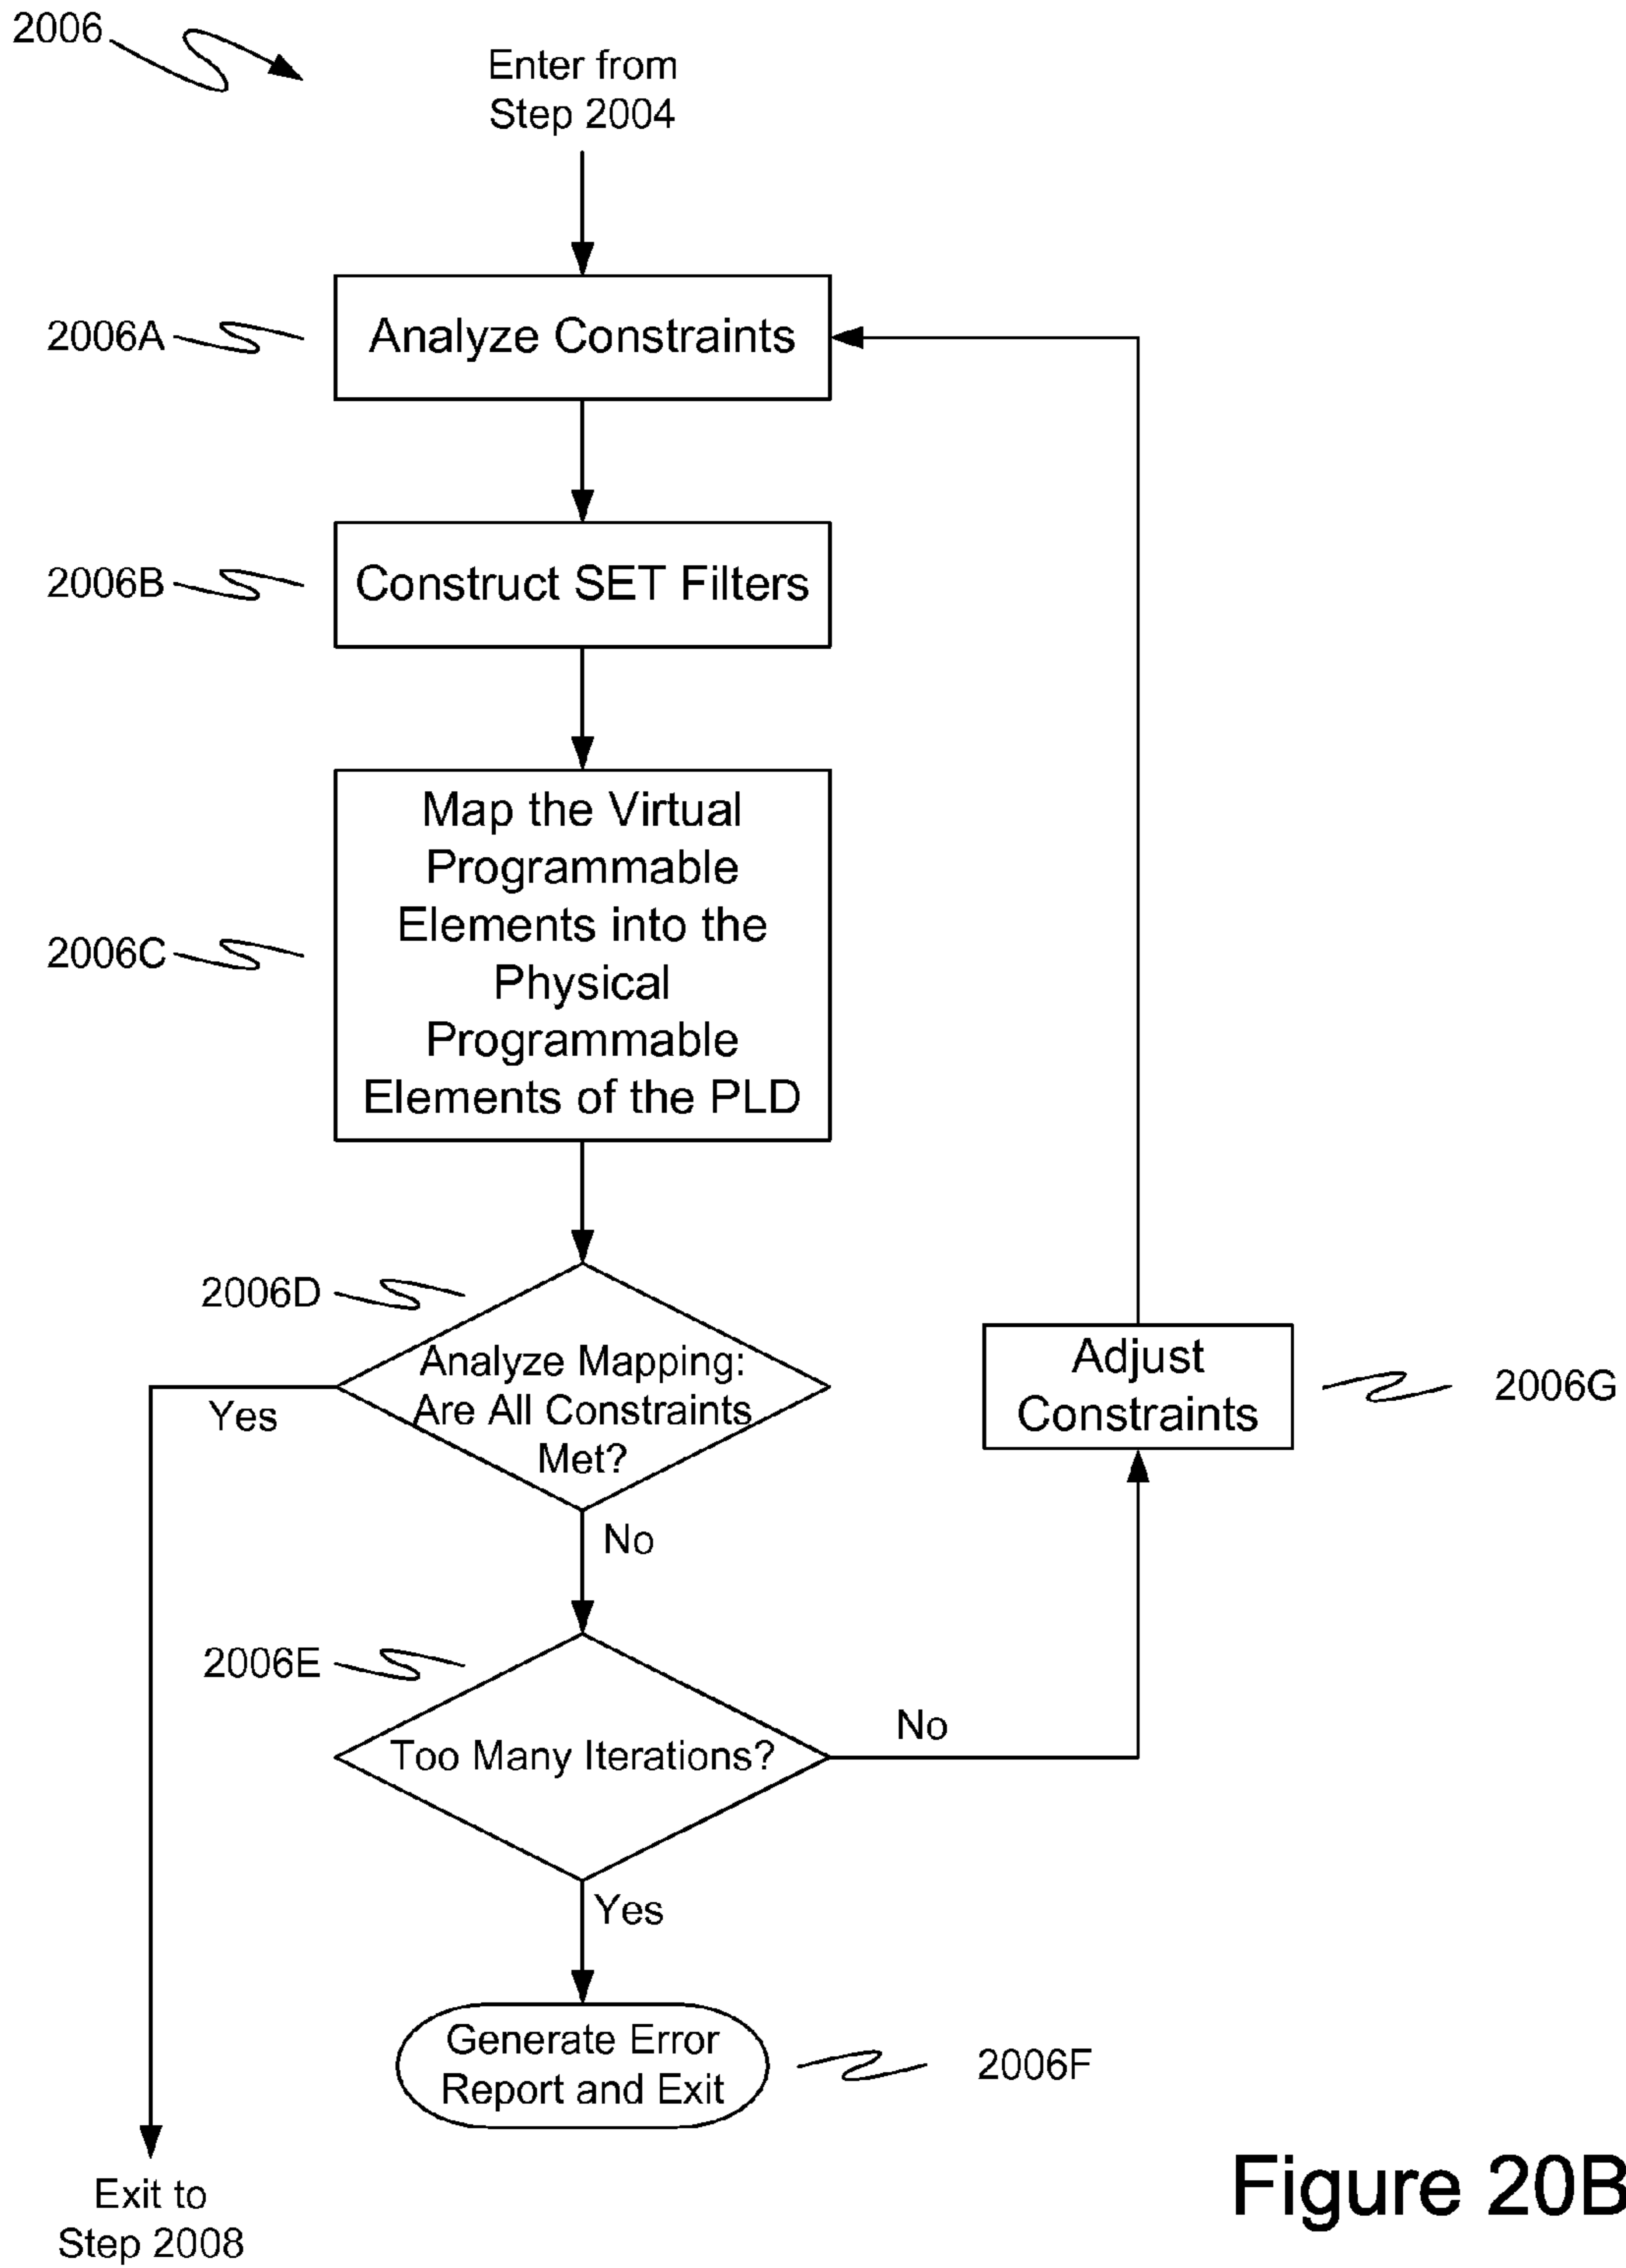 2006
Enter from
Step 2004
2006A
Analyze Constraints
2006B
Construct SET Filters
2006C
Map the Virtual
Programmable
Elements into the
Physical
Programmable
Elements of the PLD
2006D
Analyze Mapping:
Are All Constraints
Met?
Yes
No
Adjust
Constraints
2006G
2006E
Too Many Iterations?
No
Yes
Generate Error
Report and Exit
2006F
Exit to
Step 2008
Figure 20B